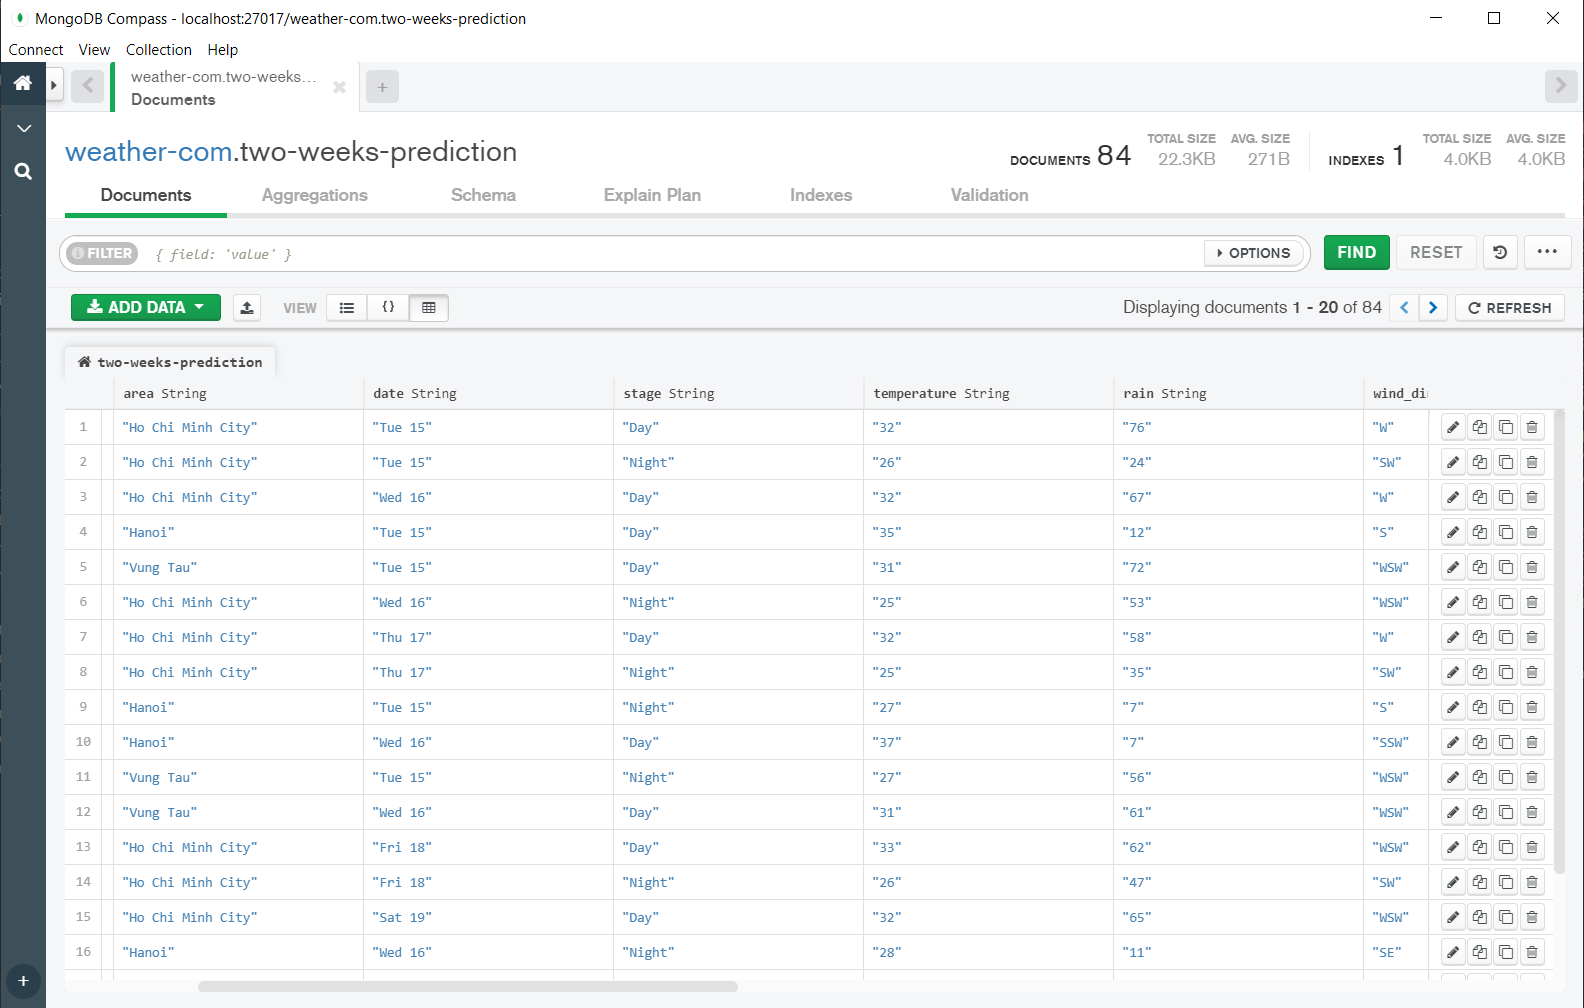 MongoDB Compass - localhost:27017/weather-com.two-weeks-prediction
Connect View Collection Help
weather-com.two-weeks...
Documents
weather-com.two-weeks-prediction
DOCUMENTS 84
TOTAL SIZE 22.3KB
AVG. SIZE 271B
INDEXES 1
TOTAL SIZE 4.0KB
AVG. SIZE 4.0KB
Documents Aggregations Schema Explain Plan Indexes Validation
FILTER { field: 'value' } OPTIONS FIND RESET
ADD DATA VIEW {} Displaying documents 1 - 20 of 84 REFRESH
two-weeks-prediction
area String date String stage String temperature String rain String wind_di
1 "Ho Chi Minh City" "Tue 15" "Day" "32" "76" "W"
2 "Ho Chi Minh City" "Tue 15" "Night" "26" "24" "SW"
3 "Ho Chi Minh City" "Wed 16" "Day" "32" "67" "W"
4 "Hanoi" "Tue 15" "Day" "35" "12" "S"
5 "Vung Tau" "Tue 15" "Day" "31" "72" "WSW"
6 "Ho Chi Minh City" "Wed 16" "Night" "25" "53" "WSW"
7 "Ho Chi Minh City" "Thu 17" "Day" "32" "58" "W"
8 "Ho Chi Minh City" "Thu 17" "Night" "25" "35" "SW"
9 "Hanoi" "Tue 15" "Night" "27" "7" "S"
10 "Hanoi" "Wed 16" "Day" "37" "7" "SSW"
11 "Vung Tau" "Tue 15" "Night" "27" "56" "WSW"
12 "Vung Tau" "Wed 16" "Day" "31" "61" "WSW"
13 "Ho Chi Minh City" "Fri 18" "Day" "33" "62" "WSW"
14 "Ho Chi Minh City" "Fri 18" "Night" "26" "47" "SW"
15 "Ho Chi Minh City" "Sat 19" "Day" "32" "65" "WSW"
16 "Hanoi" "Wed 16" "Night" "28" "11" "SE"